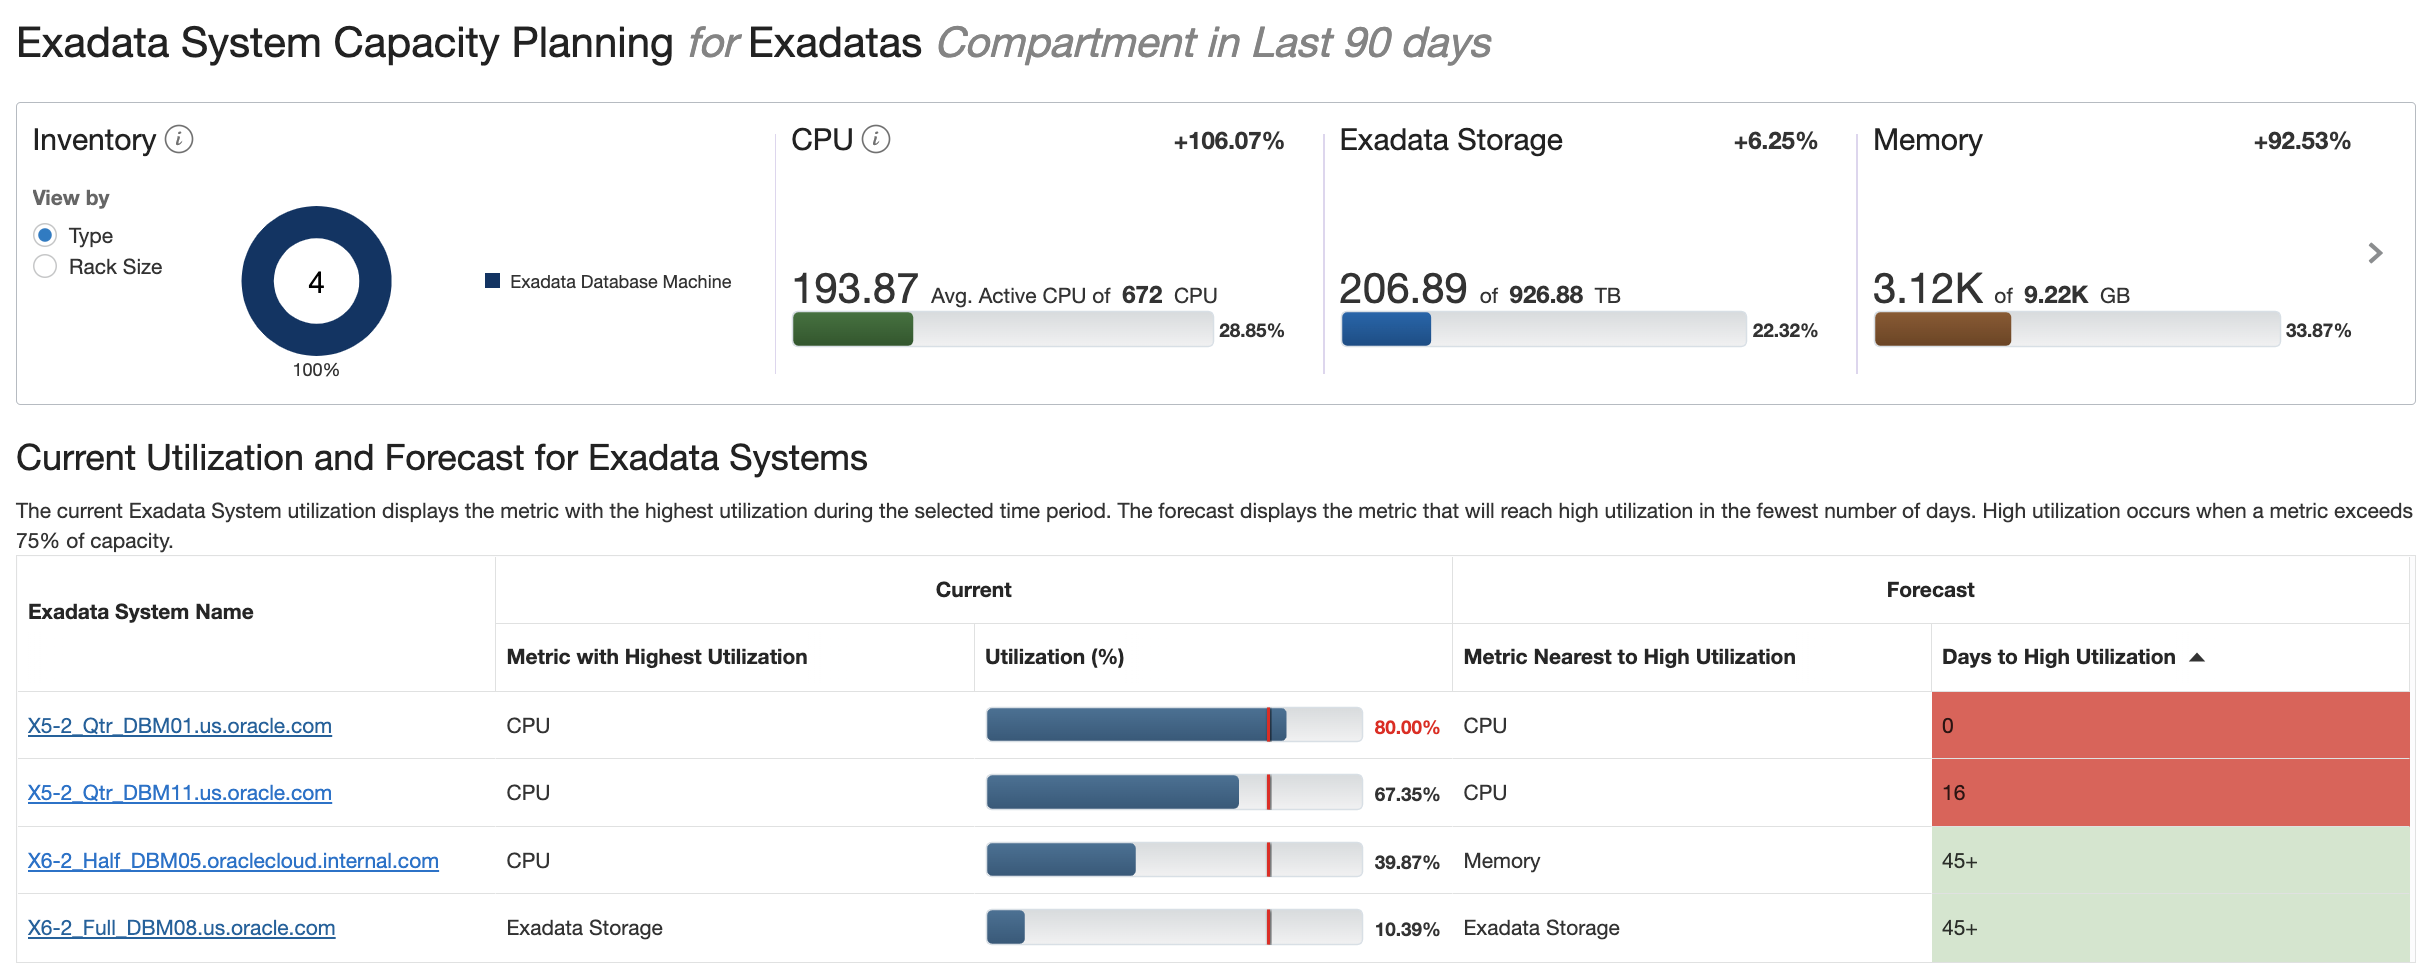 Exadata System Capacity Planning for Exadatas Compartment in Last 90 days
Inventory i
View by
Type
Rack Size
4
100%
Exadata Database Machine
CPU i +106.07%
193.87 Avg. Active CPU of 672 CPU
28.85%
Exadata Storage +6.25%
206.89 of 926.88 TB
22.32%
Memory +92.53%
3.12K of 9.22K GB
33.87%
Current Utilization and Forecast for Exadata Systems
The current Exadata System utilization displays the metric with the highest utilization during the selected time period. The forecast displays the metric that will reach high utilization in the fewest number of days. High utilization occurs when a metric exceeds
75% of capacity.
Exadata System Name
Current
Forecast
Metric with Highest Utilization
Utilization (%)
Metric Nearest to High Utilization
Days to High Utilization
X5-2_Qtr_DBM01.us.oracle.com CPU 80.00% CPU 0
X5-2_Qtr_DBM11.us.oracle.com CPU 67.35% CPU 16
X6-2_Half_DBM05.oraclecloud.internal.com CPU 39.87% Memory 45+
X6-2_Full_DBM08.us.oracle.com Exadata Storage 10.39% Exadata Storage 45+